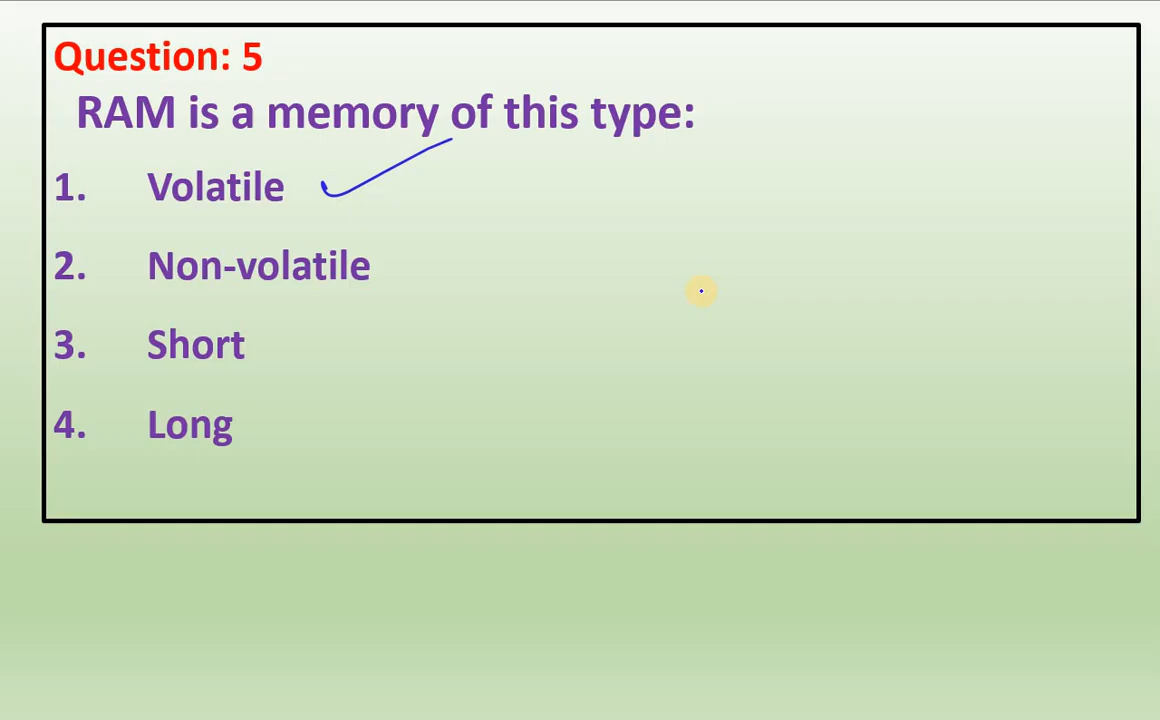 Question: 5
RAM is a memory of this type:
1. Volatile
2. Non-volatile
3. Short
4. Long